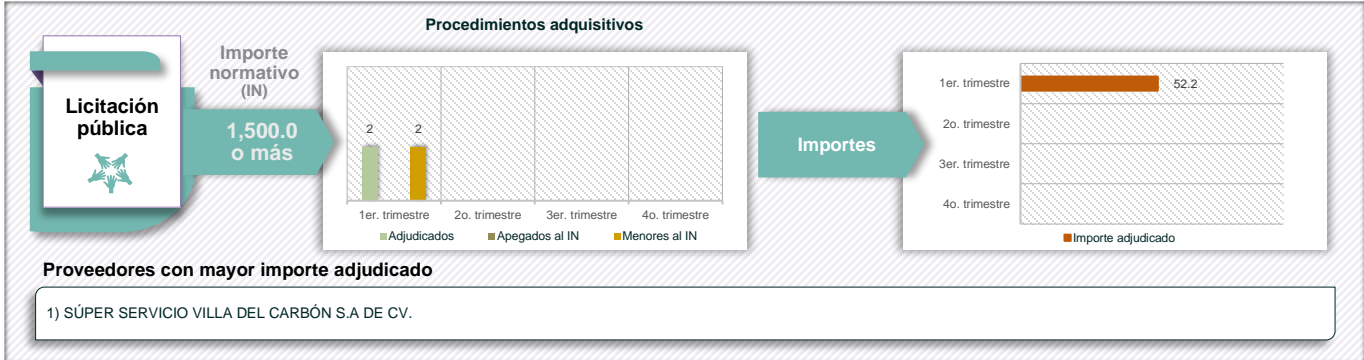 Procedimientos adquisitivos
Licitación
pública
Importe
normativo
(IN)
1,500.0
o más
2
2
1er. trimestre
2o. trimestre
3er. trimestre
4o. trimestre
Adjudicados
Apegados al IN
Menores al IN
Importes
1er. trimestre
52.2
2o. trimestre
3er. trimestre
4o. trimestre
Importe adjudicado
Proveedores con mayor importe adjudicado
1) SÚPER SERVICIO VILLA DEL CARBÓN S.A DE CV.